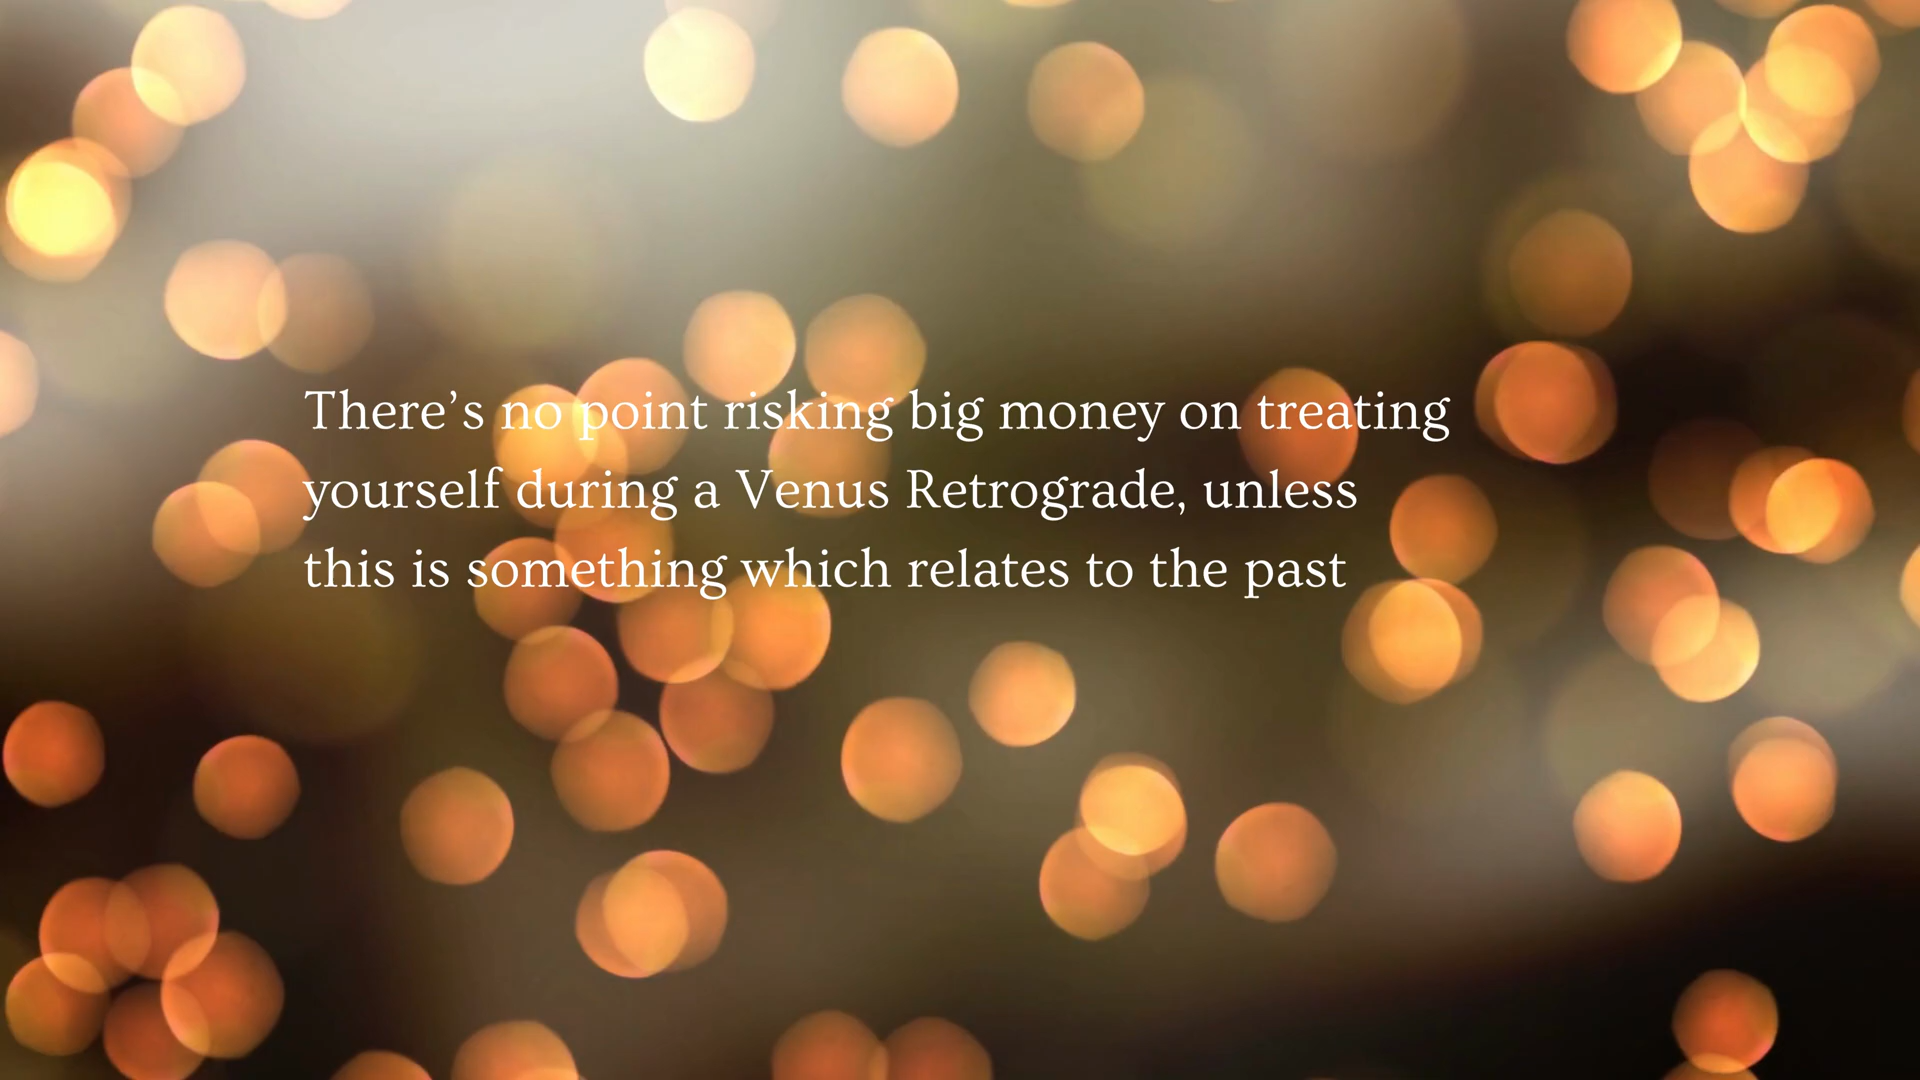 There’s no point risking big money on treating
yourself during a Venus Retrograde, unless
this is something which relates to the past